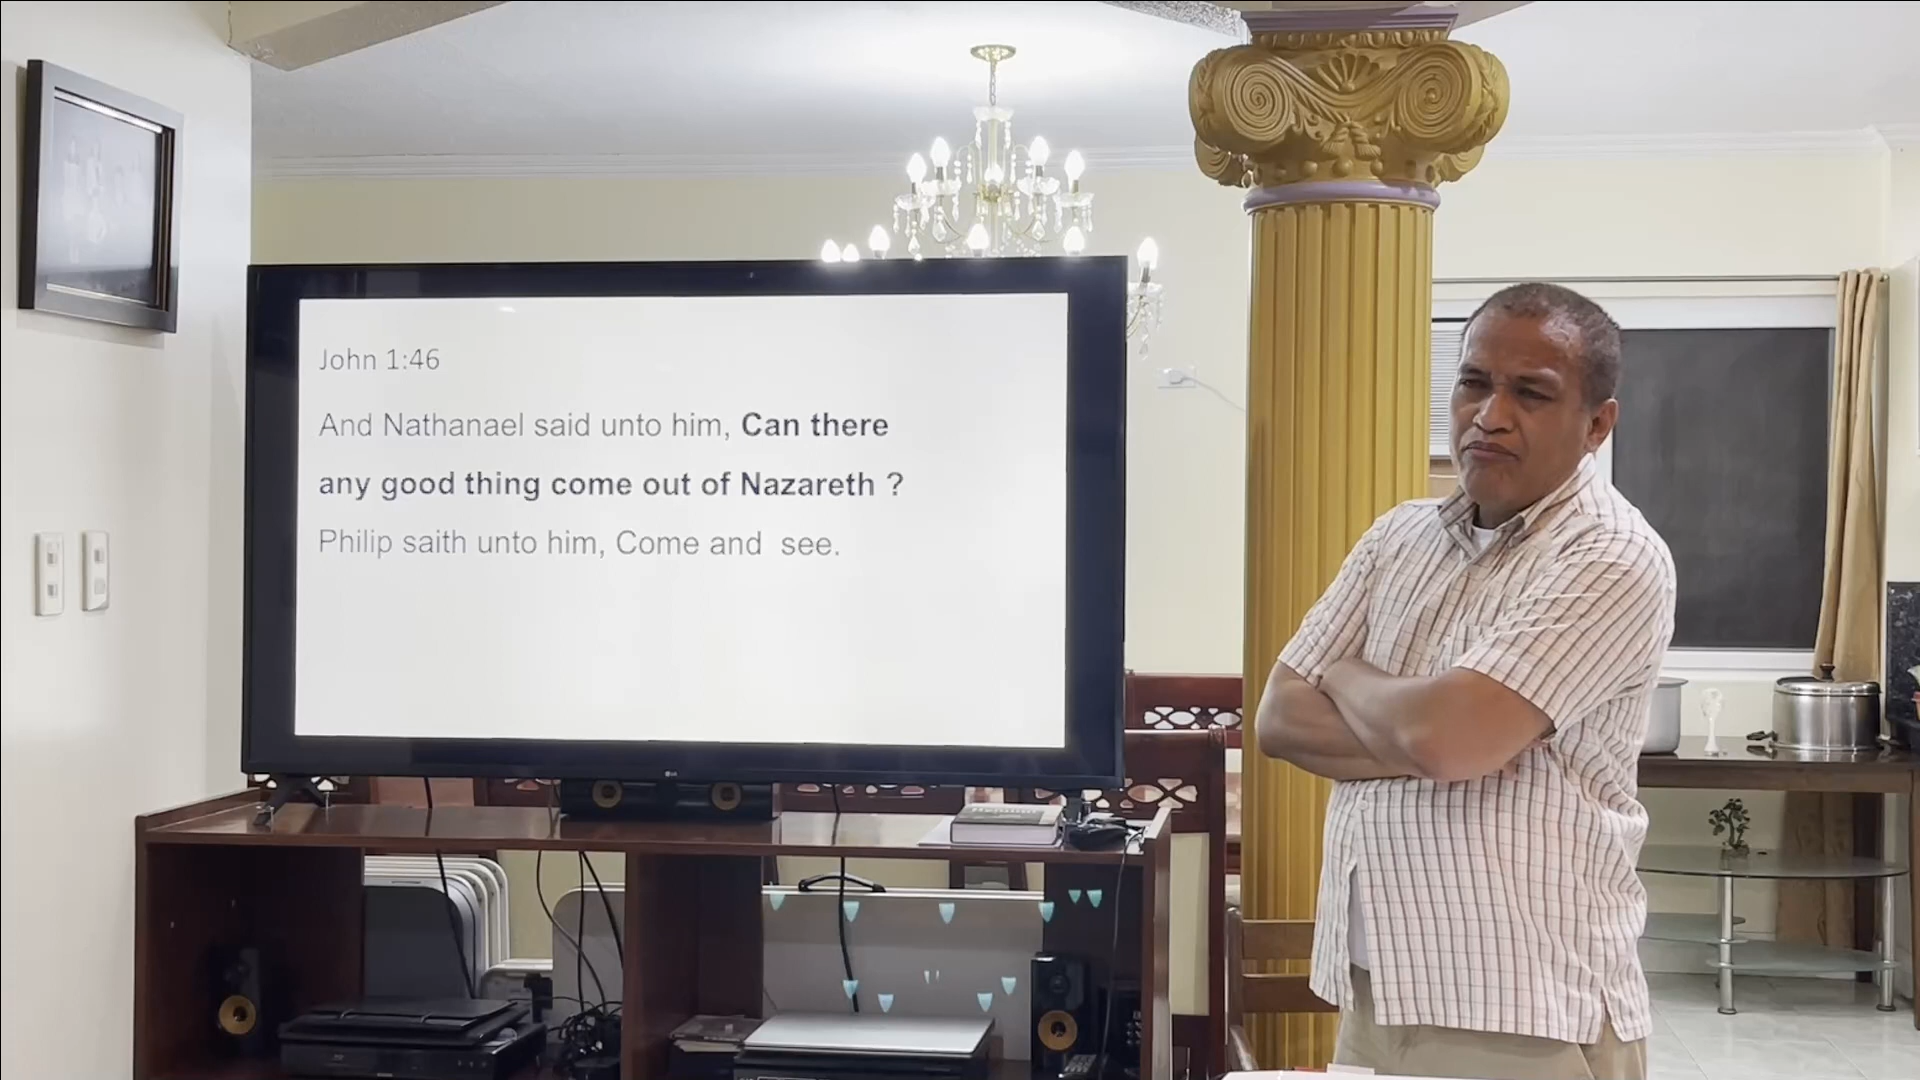 John 1:46
And Nathanael said unto him, Can there
any good thing come out of Nazareth ?
Philip saith unto him, Come and  see.
LG